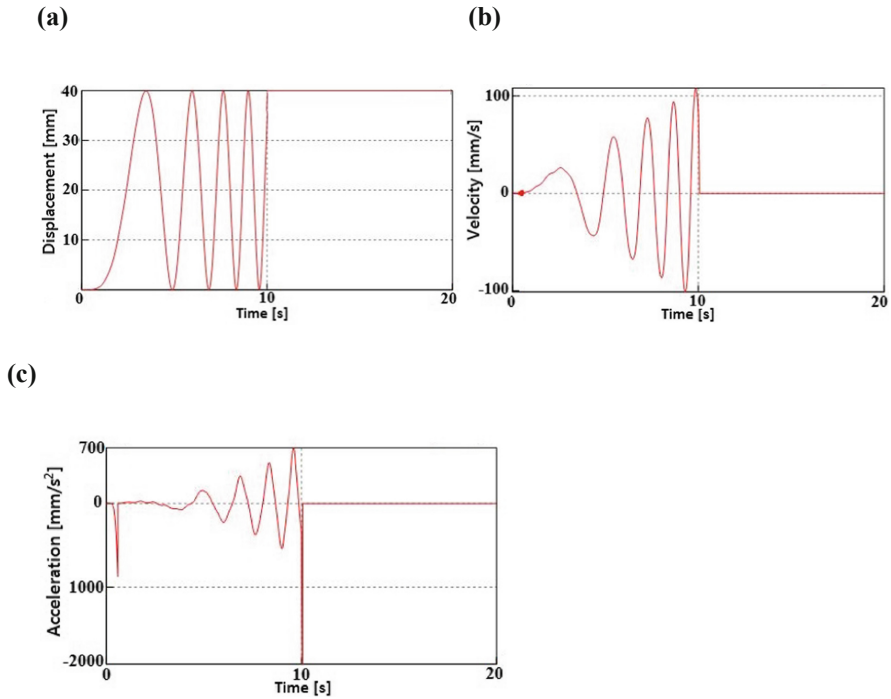 (a)
(b)
40
30
20
10
0
10
20
Displacement [mm]
Time [s]
100
0
-100
0
10
20
Velocity [mm/s]
Time [s]
(c)
700
0
1000
-2000
0
10
20
Acceleration [mm/s²]
Time [s]